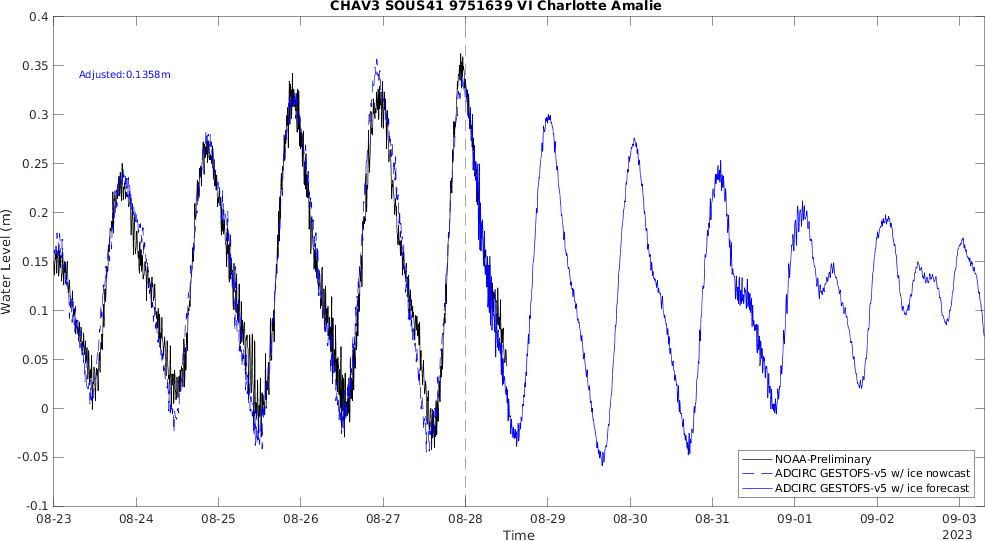 CHAV3 SOUS41 9751639 VI Charlotte Amalie
0.4
0.35
0.3
0.25
0.2
0.15
0.1
0.05
0
-0.05
-0.1
Water Level (m)
Adjusted:0.1358m
NOAA-Preliminary
ADCIRC GESTOFS-v5 w/ ice nowcast
ADCIRC GESTOFS-v5 w/ ice forecast
08-23 08-24 08-25 08-26 08-27 08-28 08-29 08-30 08-31 09-01 09-02 09-03
Time
2023